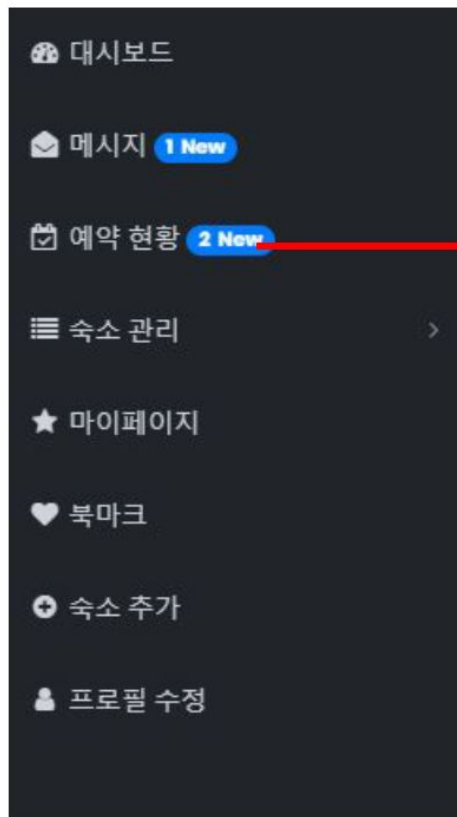 대시보드
메시지 1 New
예약 현황 2 New
숙소 관리
마이페이지
북마크
숙소 추가
프로필 수정